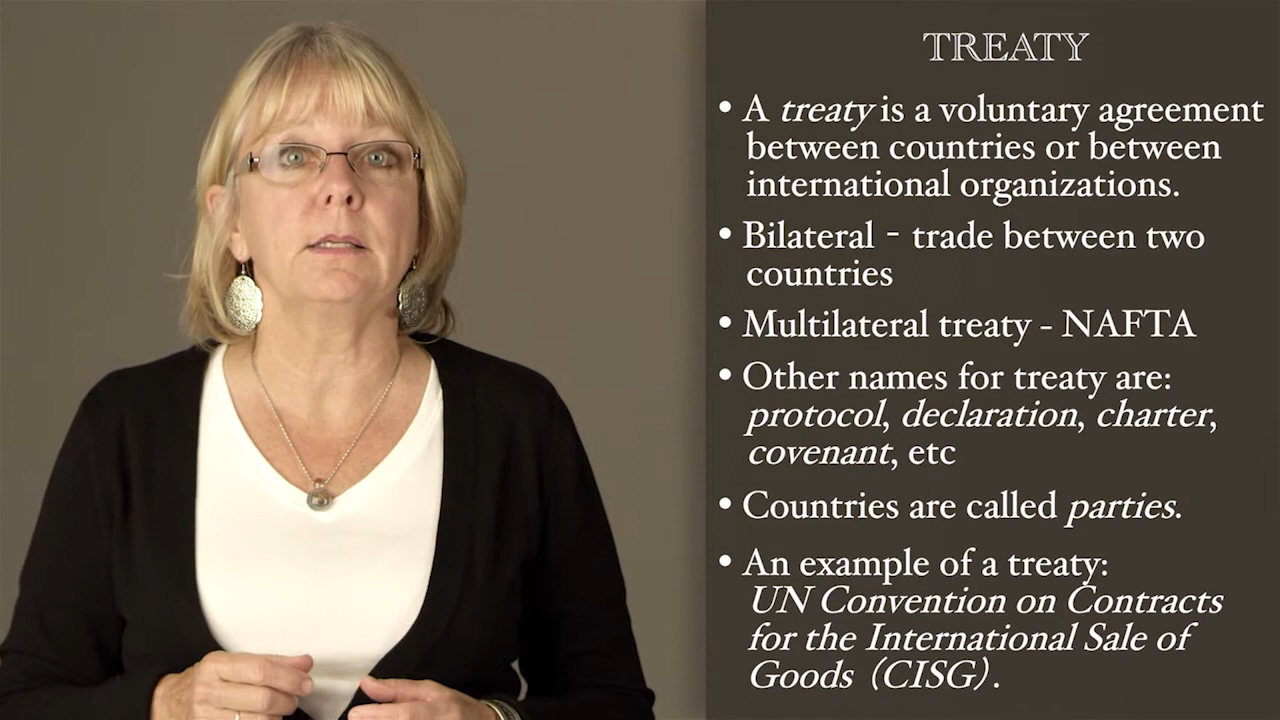 TREATY
• A treaty is a voluntary agreement
between countries or between
international organizations.
• Bilateral - trade between two
countries
• Multilateral treaty - NAFTA
• Other names for treaty are:
protocol, declaration, charter,
covenant, etc
• Countries are called parties.
• An example of a treaty:
UN Convention on Contracts
for the International Sale of
Goods (CISG).